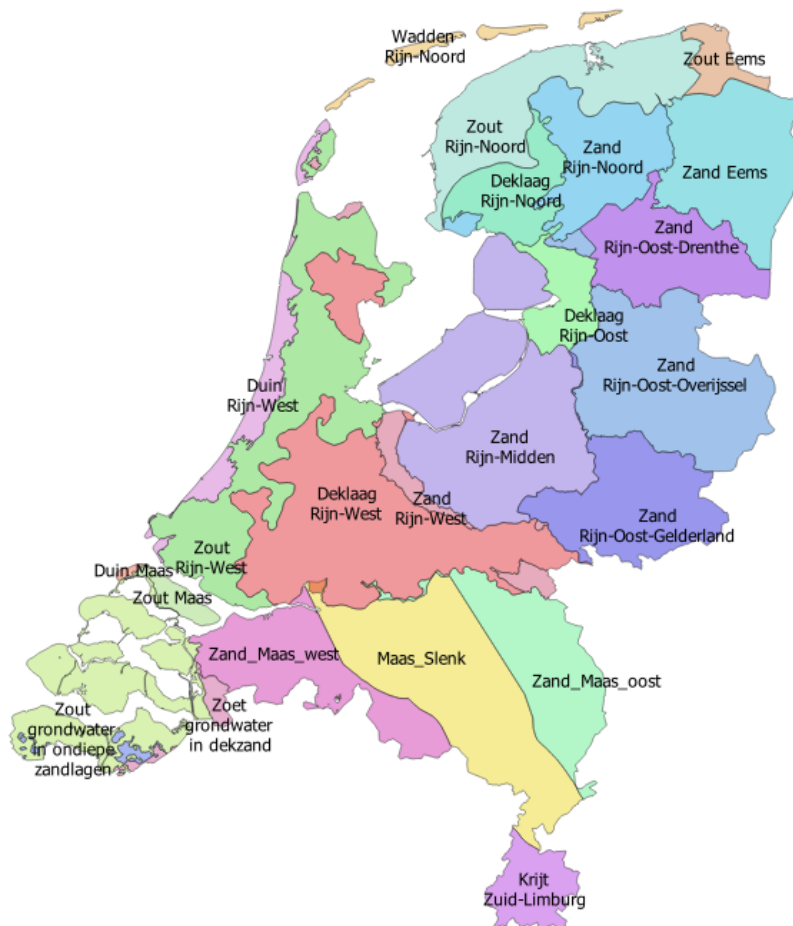 Wadden
Rijn-Noord
Zout Eems
Zout
Rijn-Noord
Zand
Rijn-Noord
Deklaag
Rijn-Noord
Zand Eems
Zand
Rijn-Oost-Drenthe
Deklaag
Rijn-Oost
Zand
Rijn-Oost-Overijssel
Duin
Rijn-West
Zand
Rijn-Midden
Deklaag
Rijn-West
Zand
Rijn-West
Zand
Rijn-Oost-Gelderland
Zout
Rijn-West
Duin Maas
Zout Maas
Zand_Maas_west
Maas_Slenk
Zand_Maas_oost
Zout
grondwater
in ondiepe
zandlagen
Zoet
grondwater
in dekzand
Krijt
Zuid-Limburg